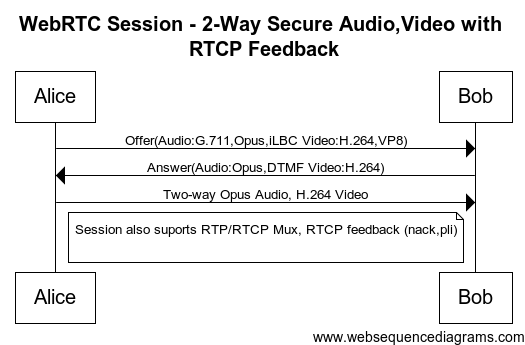 WebRTC Session - 2-Way Secure Audio,Video with
RTCP Feedback
Alice
Bob
Offer(Audio:G.711,Opus,iLBC Video:H.264,VP8)
Answer(Audio:Opus,DTMF Video:H.264)
Two-way Opus Audio, H.264 Video
Session also suports RTP/RTCP Mux, RTCP feedback (nack,pli)
Alice
Bob
www.websequencediagrams.com